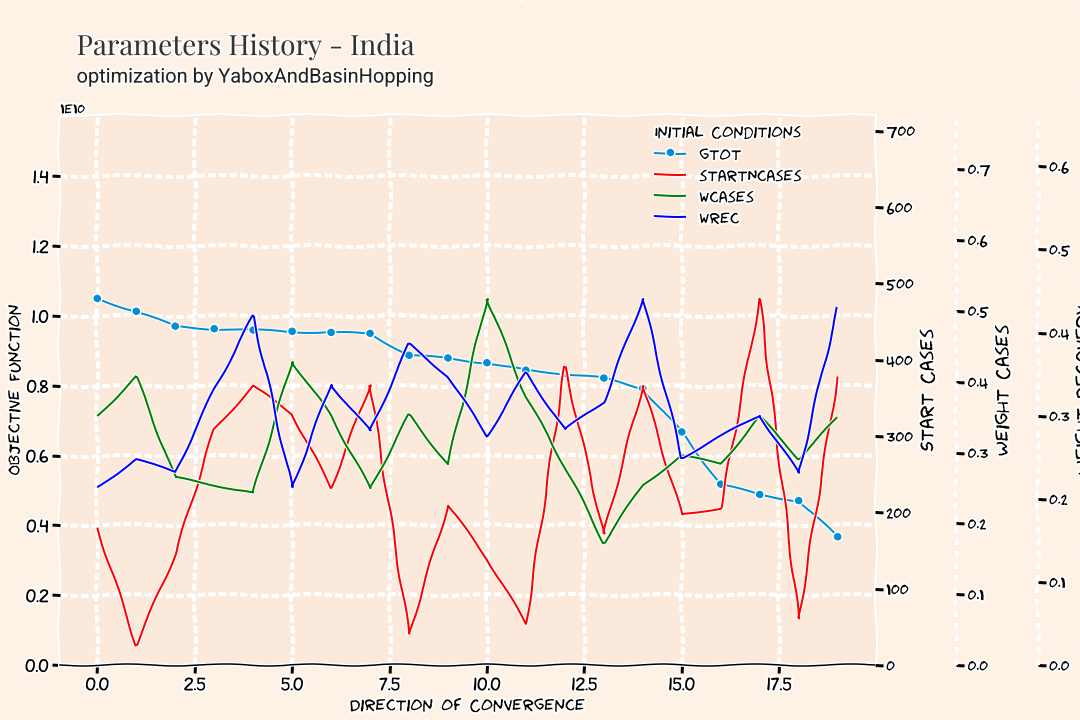 Parameters History - India
optimization by YaboxAndBasinHopping
1E10
INITIAL CONDITIONS
GTOT
STARTNCASES
WCASES
WREC
OBJECTIVE FUNCTION
1.4
1.2
1.0
0.8
0.6
0.4
0.2
0.0
0.0 2.5 5.0 7.5 10.0 12.5 15.0 17.5
DIRECTION OF CONVERGENCE
700
600
500
400
300
200
100
0
START CASES
0.7
0.6
0.5
0.4
0.3
0.2
0.1
0.0
WEIGHT CASES
0.6
0.5
0.4
0.3
0.2
0.1
0.0